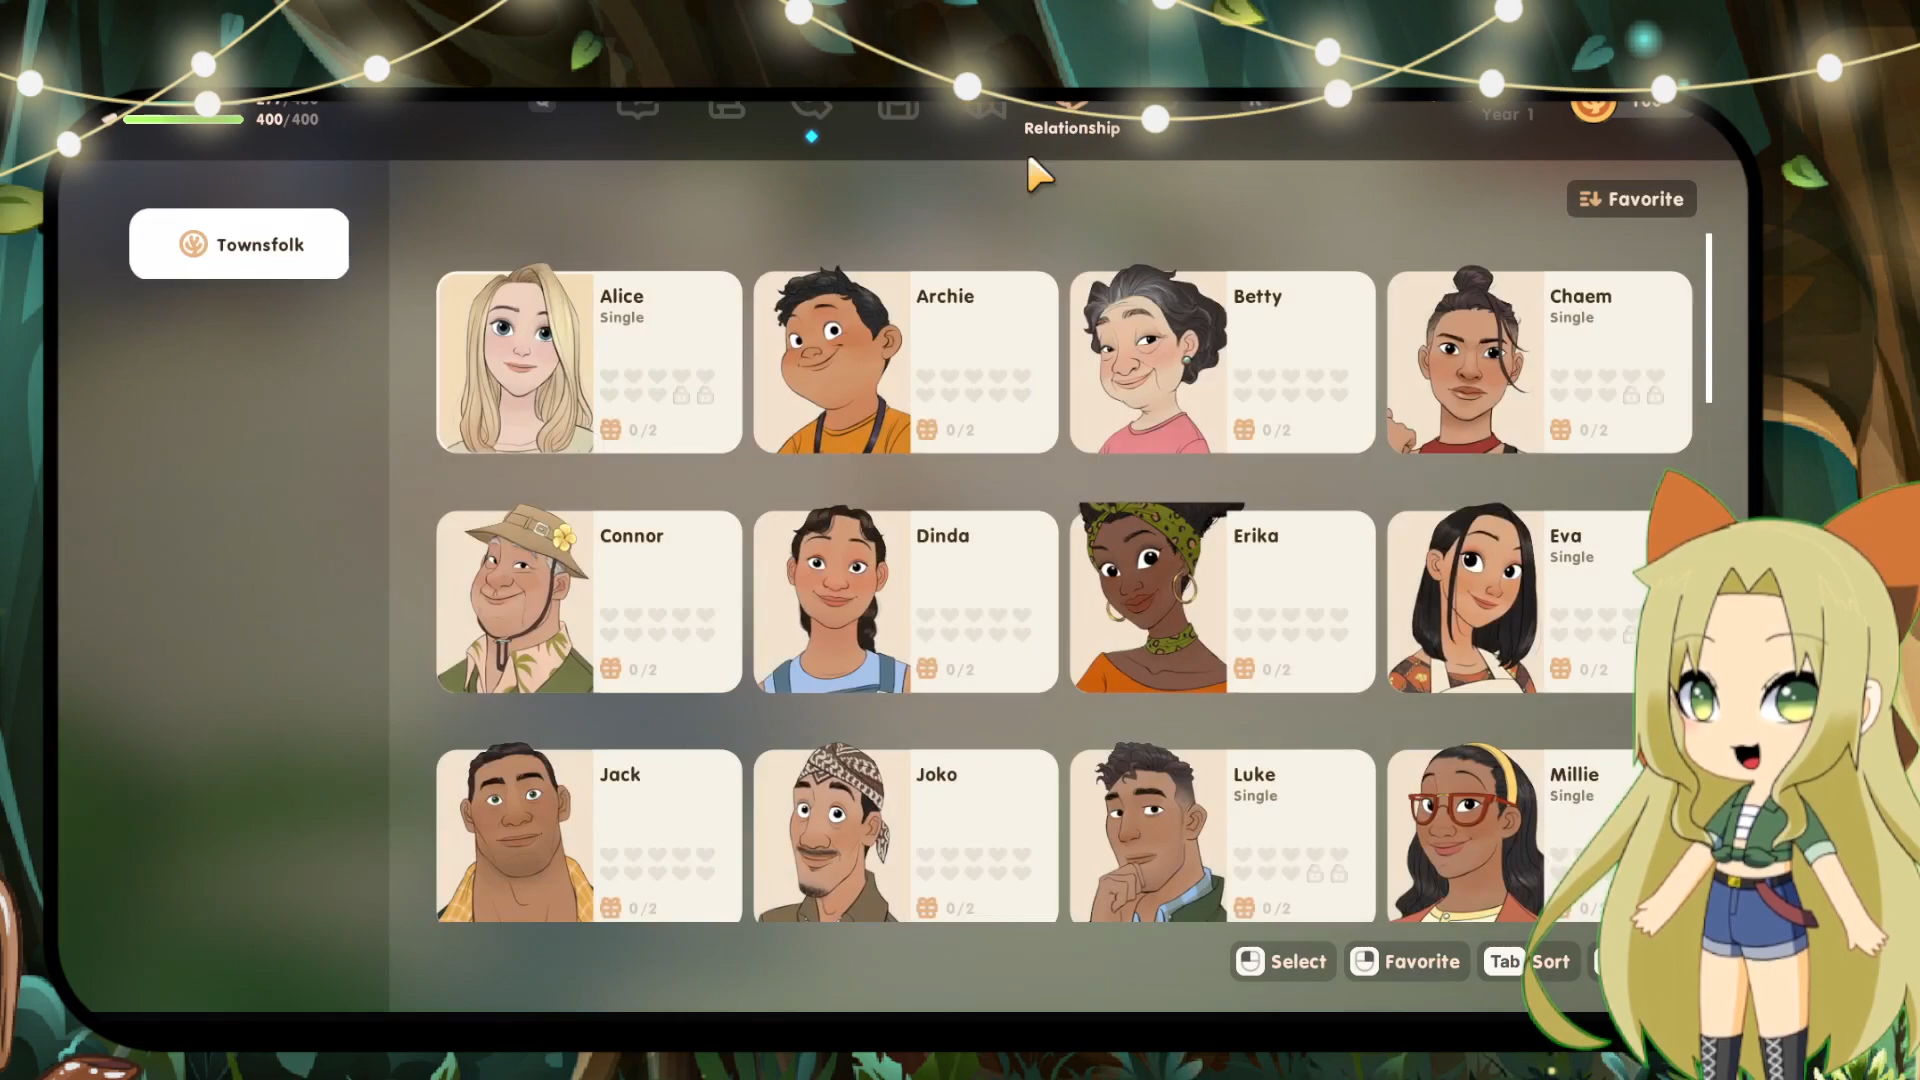 400/400
Relationship
Year 1
Favorite
Townsfolk
Alice
Single
0/2
Archie
0/2
Betty
0/2
Chaem
Single
0/2
Connor
0/2
Dinda
0/2
Erika
0/2
Eva
Single
0/2
Jack
0/2
Joko
0/2
Luke
Single
0/2
Millie
Single
Select
Favorite
Tab Sort